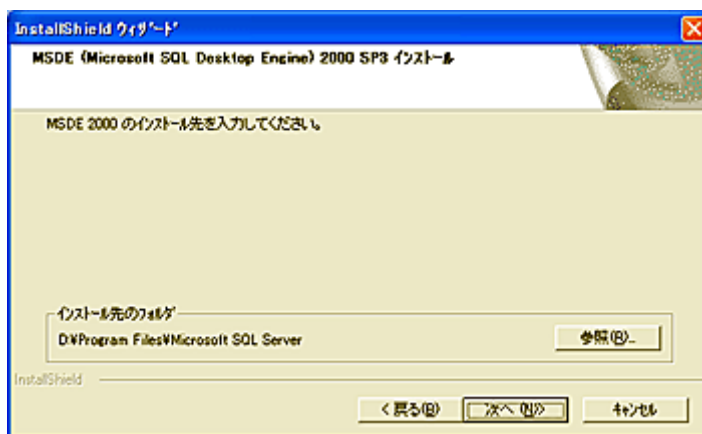 InstallShield ウィザード
MSDE (Microsoft SQL Desktop Engine) 2000 SP3 インストール
MSDE 2000 のインストール先を入力してください。
インストール先のフォルダ
D:¥Program Files¥Microsoft SQL Server
参照(R)...
InstallShield
< 戻る(B)
次へ (N)>
キャンセル